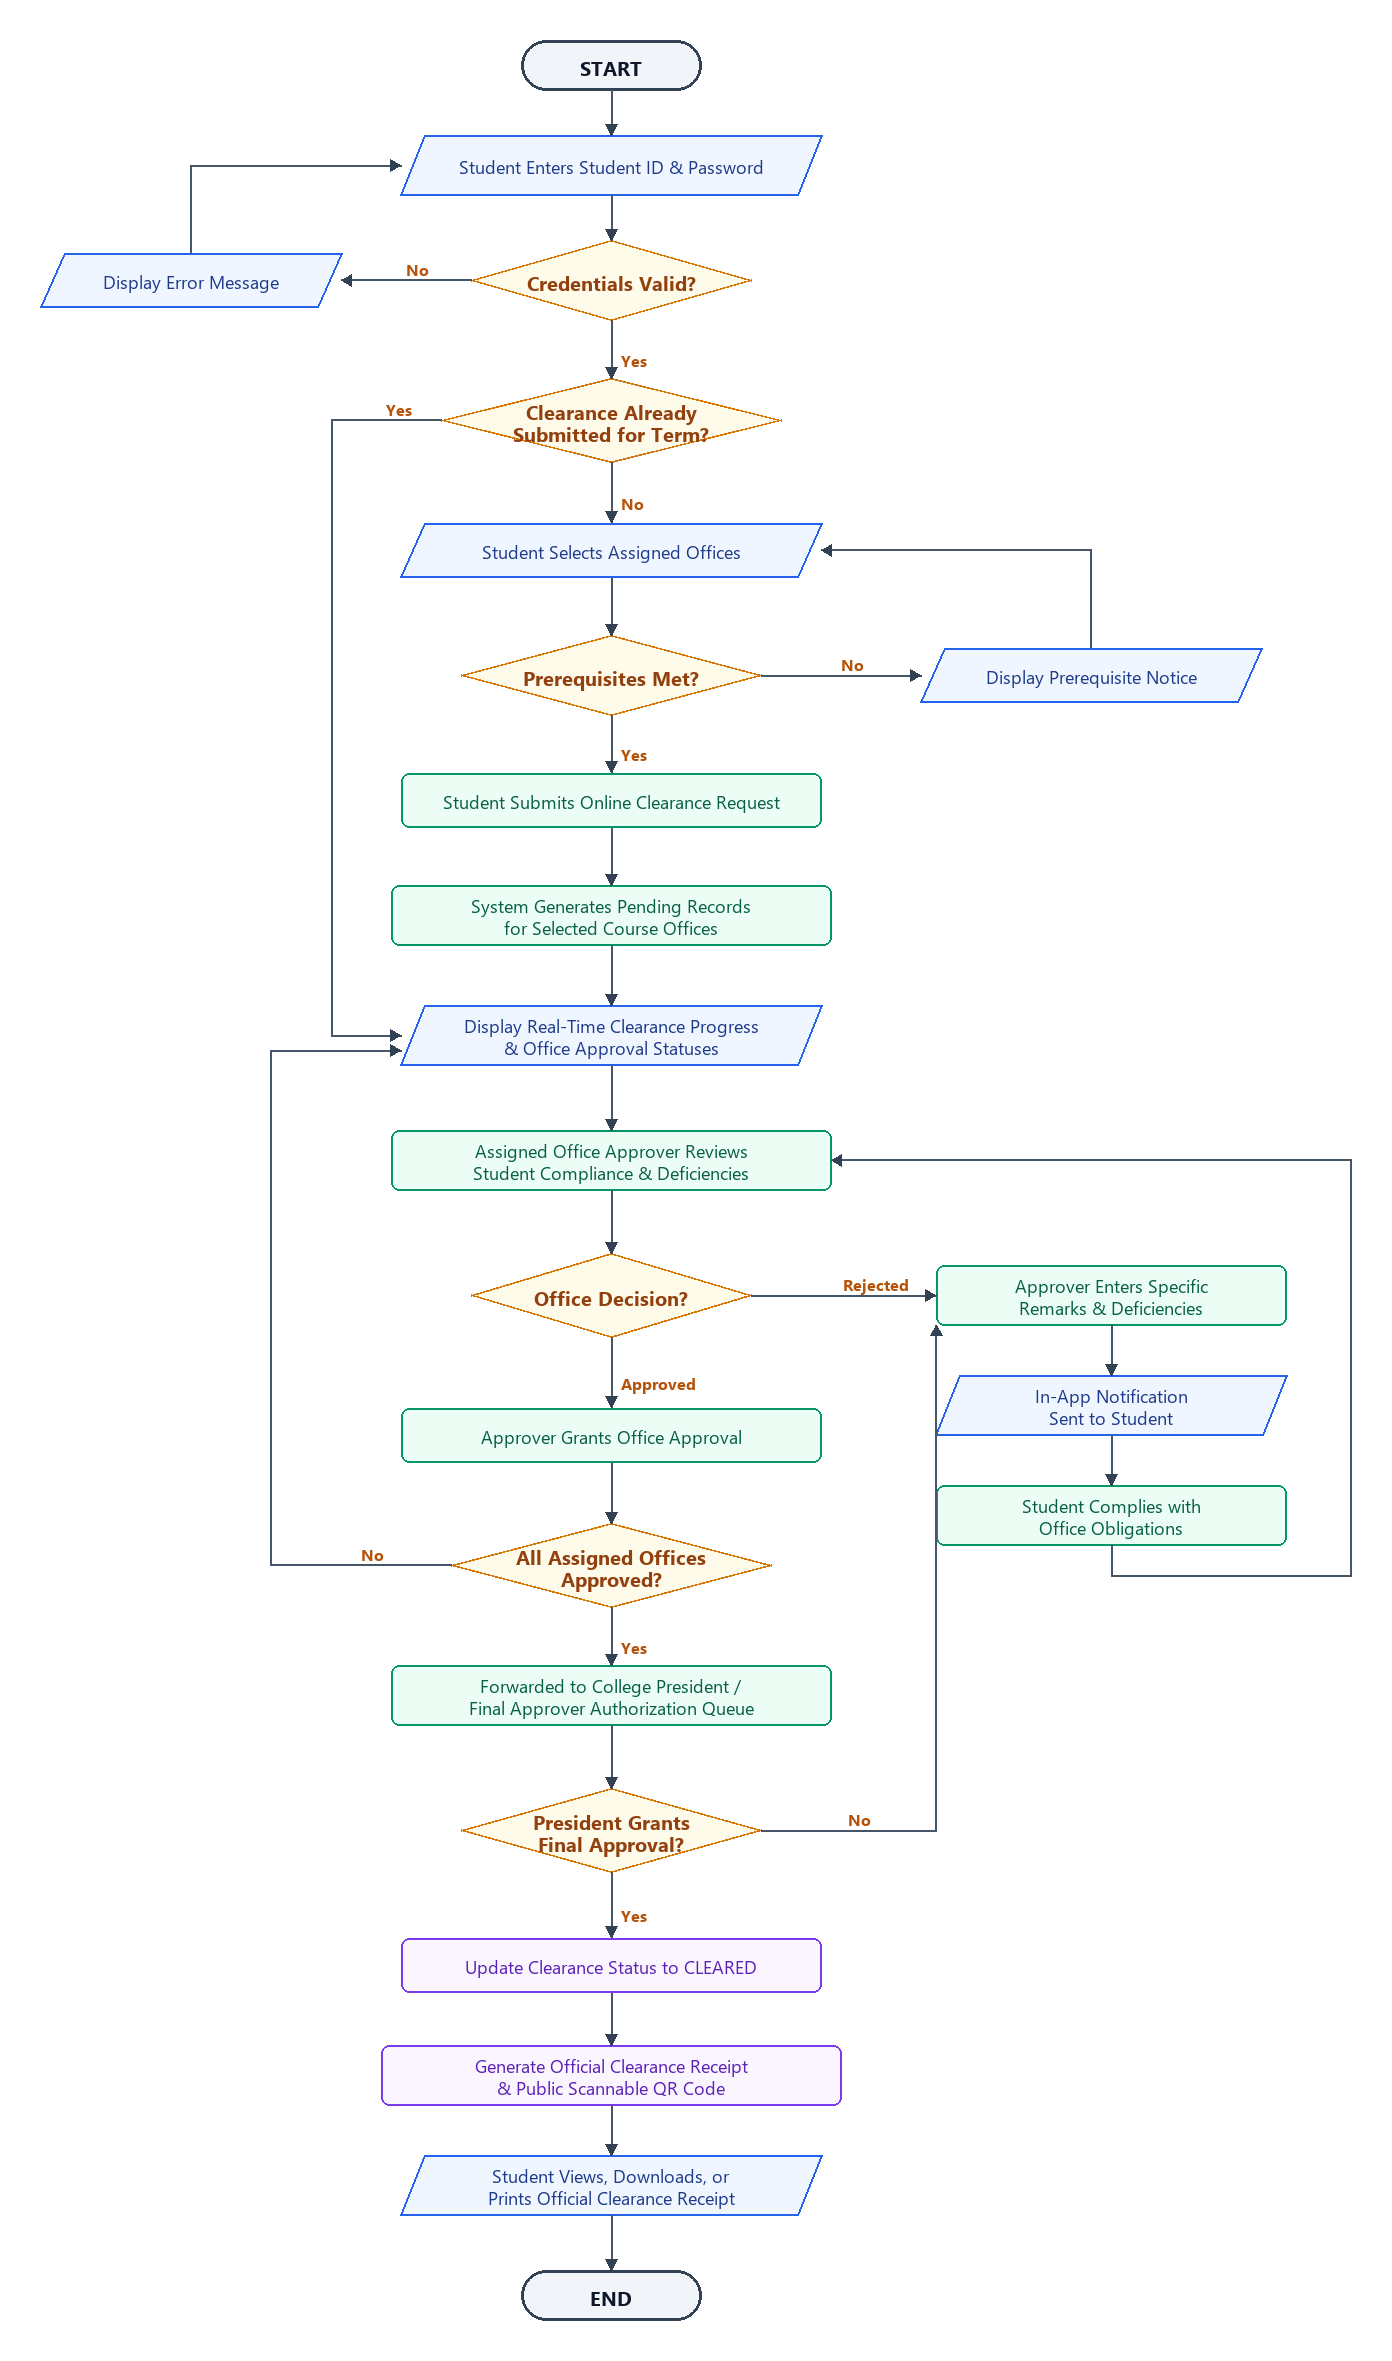 START
Student Enters Student ID & Password
Display Error Message
No
Credentials Valid?
Yes
Yes
Clearance Already
Submitted for Term?
No
Student Selects Assigned Offices
Prerequisites Met?
No
Display Prerequisite Notice
Yes
Student Submits Online Clearance Request
System Generates Pending Records
for Selected Course Offices
Display Real-Time Clearance Progress
& Office Approval Statuses
Assigned Office Approver Reviews
Student Compliance & Deficiencies
Office Decision?
Rejected
Approver Enters Specific
Remarks & Deficiencies
Approved
In-App Notification
Sent to Student
Approver Grants Office Approval
Student Complies with
Office Obligations
No
All Assigned Offices
Approved?
Yes
Forwarded to College President /
Final Approver Authorization Queue
President Grants
Final Approval?
No
Yes
Update Clearance Status to CLEARED
Generate Official Clearance Receipt
& Public Scannable QR Code
Student Views, Downloads, or
Prints Official Clearance Receipt
END